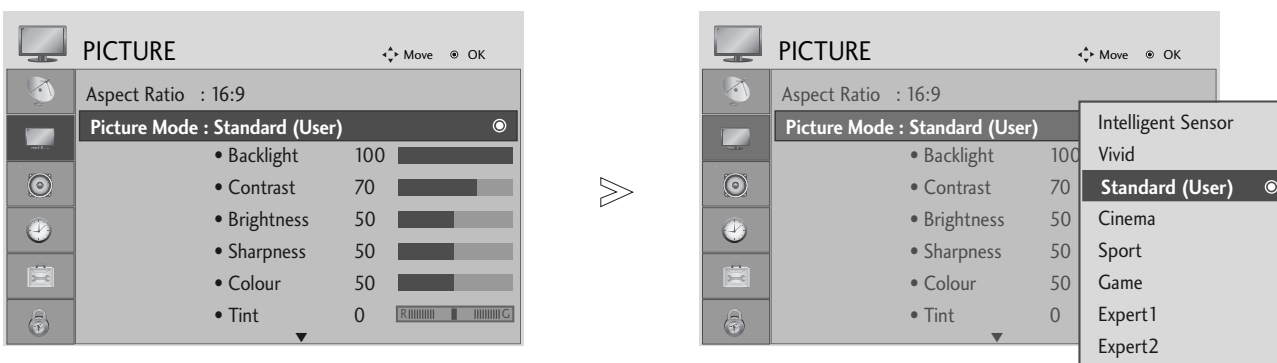 PICTURE Move OK
Aspect Ratio : 16:9
Picture Mode : Standard (User)
• Backlight 100
• Contrast 70
• Brightness 50
• Sharpness 50
• Colour 50
• Tint 0 R G
PICTURE Move OK
Aspect Ratio : 16:9
Picture Mode : Standard (User)
• Backlight 100
• Contrast 70
• Brightness 50
• Sharpness 50
• Colour 50
• Tint 0
Intelligent Sensor
Vivid
Standard (User)
Cinema
Sport
Game
Expert1
Expert2